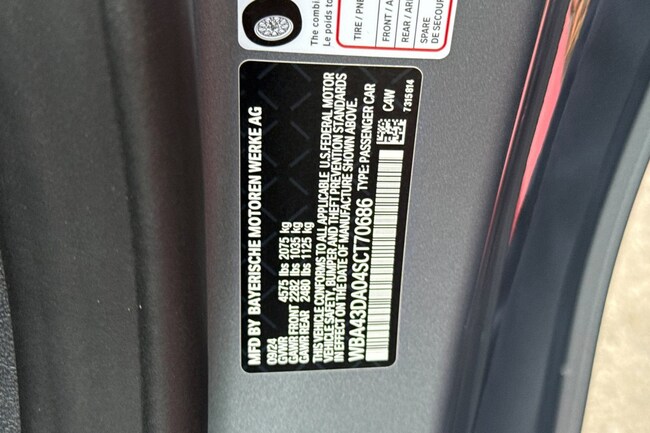 The combi
Le poids to
TIRE / PNE
FRONT / A
REAR / AR
SPARE
DE SECOU
MFD BY BAYERISCHE MOTOREN WERKE AG
09/24
GVWR 4575 lbs 2075 kg
GAWR FRONT 2282 lbs 1035 kg
GAWR REAR 2480 lbs 1125 kg
THIS VEHICLE CONFORMS TO ALL APPLICABLE U.S. FEDERAL MOTOR
VEHICLE SAFETY, BUMPER AND THEFT PREVENTION STANDARDS
IN EFFECT ON THE DATE OF MANUFACTURE SHOWN ABOVE.
WBA43DA04SCT70686 TYPE: PASSENGER CAR
C4W
7315814